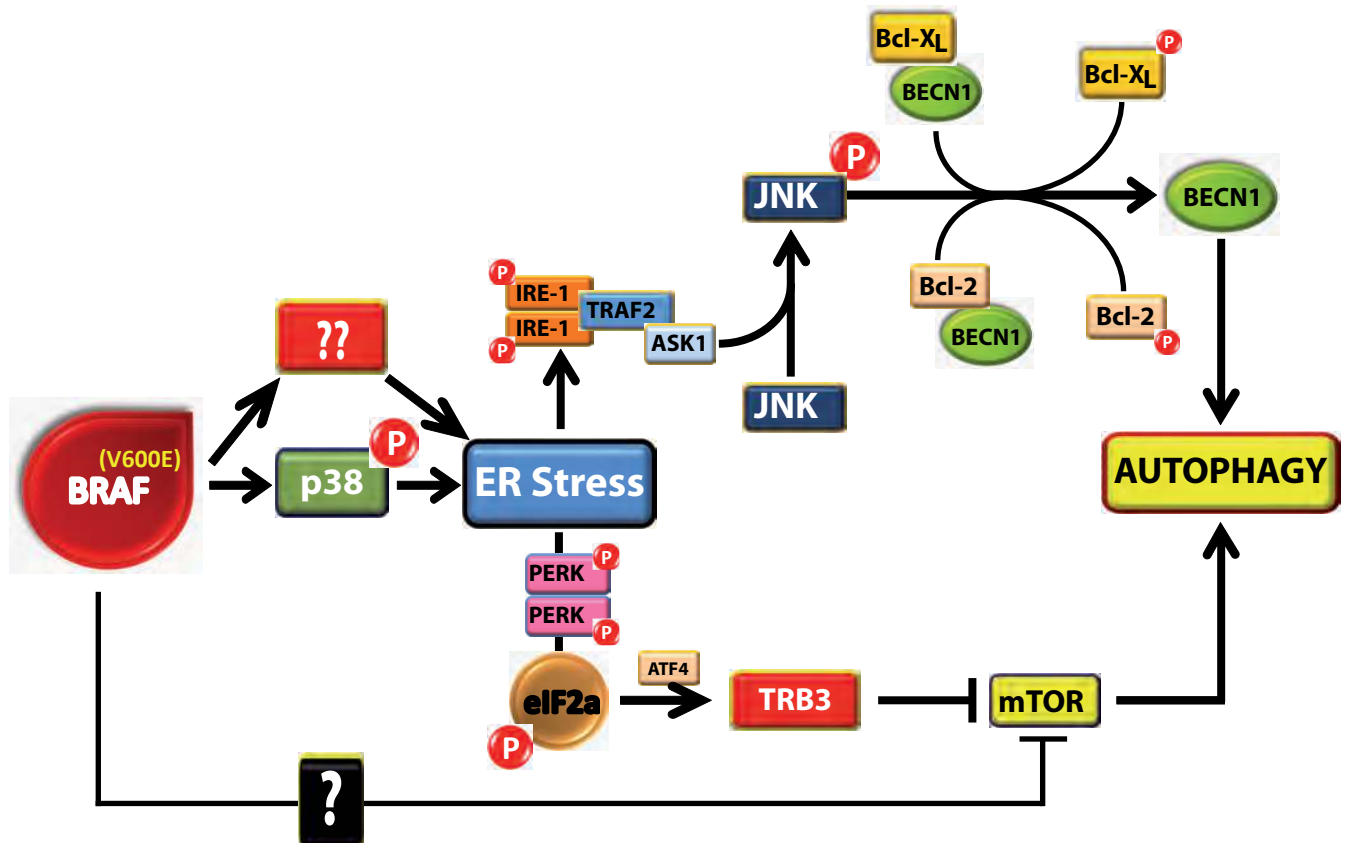 Bcl-XL
BECN1
P
Bcl-XL
P
JNK
BECN1
P
IRE-1
P
IRE-1
TRAF2
ASK1
Bcl-2
BECN1
Bcl-2
P
JNK
??
(V600E)
BRAF
P
p38
ER Stress
AUTOPHAGY
P
PERK
PERK
P
ATF4
eIF2a
P
TRB3
mTOR
?